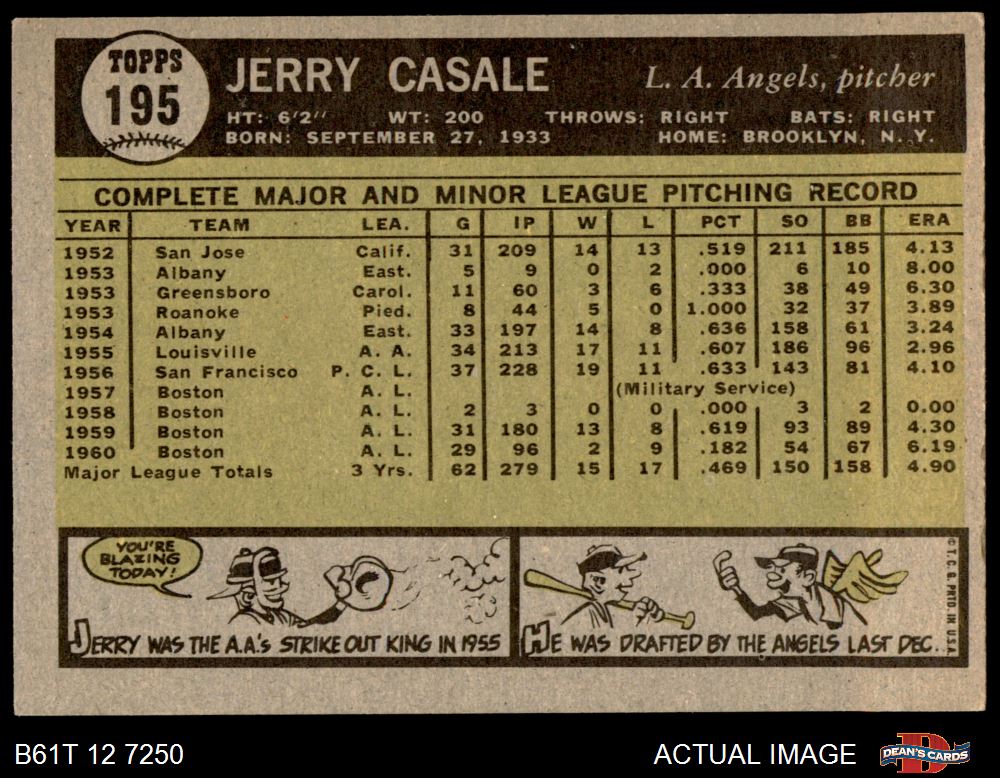 TOPPS
195
JERRY CASALE
L. A. Angels, pitcher
HT: 6'2" WT: 200 THROWS: RIGHT BATS: RIGHT
BORN: SEPTEMBER 27, 1933 HOME: BROOKLYN, N. Y.
COMPLETE MAJOR AND MINOR LEAGUE PITCHING RECORD
YEAR TEAM LEA. G IP W L PCT SO BB ERA
1952 San Jose Calif. 31 209 14 13 .519 211 185 4.13
1953 Albany East. 5 9 0 2 .000 6 10 8.00
1953 Greensboro Carol. 11 60 3 6 .333 38 49 6.30
1953 Roanoke Pied. 8 44 5 0 1.000 32 37 3.89
1954 Albany East. 33 197 14 8 .636 158 61 3.24
1955 Louisville A. A. 34 213 17 11 .607 186 96 2.96
1956 San Francisco P. C. L. 37 228 19 11 .633 143 81 4.10
1957 Boston A. L. (Military Service)
1958 Boston A. L. 2 3 0 0 .000 3 2 0.00
1959 Boston A. L. 31 180 13 8 .619 93 89 4.30
1960 Boston A. L. 29 96 2 9 .182 54 67 6.19
Major League Totals 3 Yrs. 62 279 15 17 .469 150 158 4.90
YOU'RE
BLAZING
TODAY!
JERRY WAS THE A.A.'s STRIKE OUT KING IN 1955
HE WAS DRAFTED BY THE ANGELS LAST DEC.
© T. C. G. PRTD. IN U.S.A.
B61T 12 7250
ACTUAL IMAGE
DEAN'S CARDS